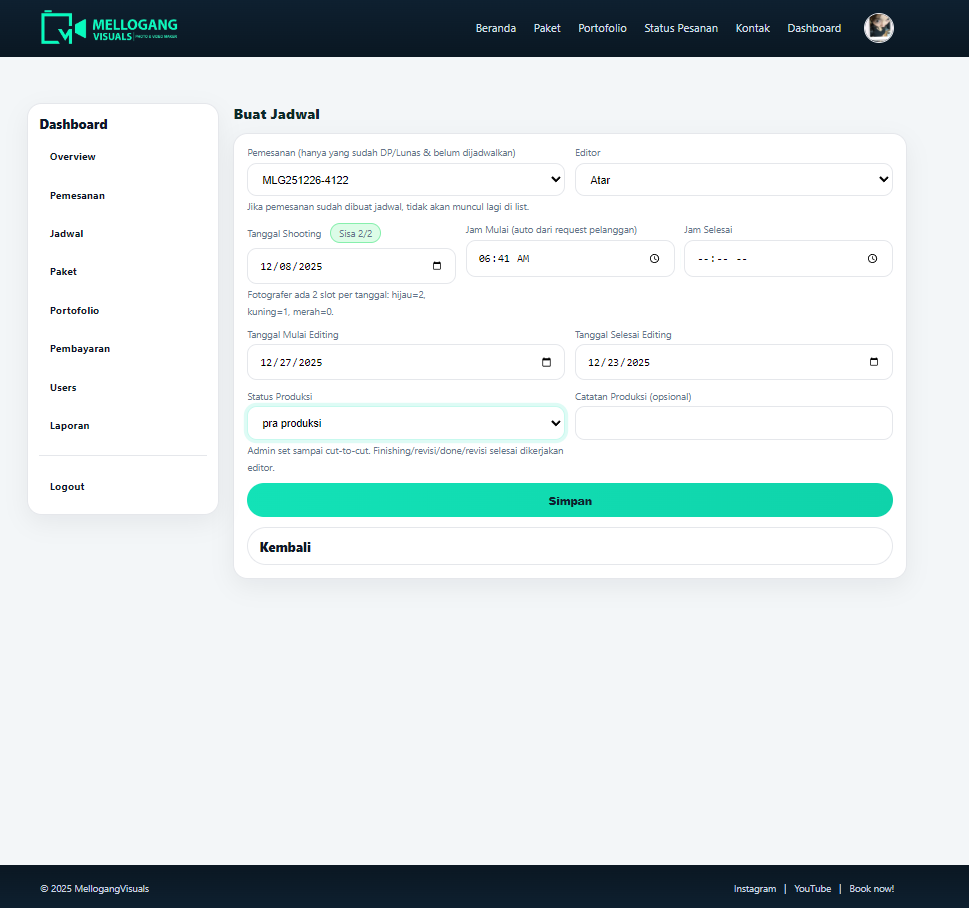 MELLOGANG
VISUALS | PHOTO & VIDEO MAKER
Beranda
Paket
Portofolio
Status Pesanan
Kontak
Dashboard
Dashboard
Overview
Pemesanan
Jadwal
Paket
Portofolio
Pembayaran
Users
Laporan
Logout
Buat Jadwal
Pemesanan (hanya yang sudah DP/Lunas & belum dijadwalkan)
MLG251226-4122
Jika pemesanan sudah dibuat jadwal, tidak akan muncul lagi di list.
Editor
Atar
Tanggal Shooting
Sisa 2/2
12/08/2025
Fotografer ada 2 slot per tanggal: hijau=2,
kuning=1, merah=0.
Jam Mulai (auto dari request pelanggan)
06:41 AM
Jam Selesai
--:-- --
Tanggal Mulai Editing
12/27/2025
Tanggal Selesai Editing
12/23/2025
Status Produksi
pra produksi
Admin set sampai cut-to-cut. Finishing/revisi/done/revisi selesai dikerjakan
editor.
Catatan Produksi (opsional)
Simpan
Kembali
© 2025 MellogangVisuals
Instagram | YouTube | Book now!